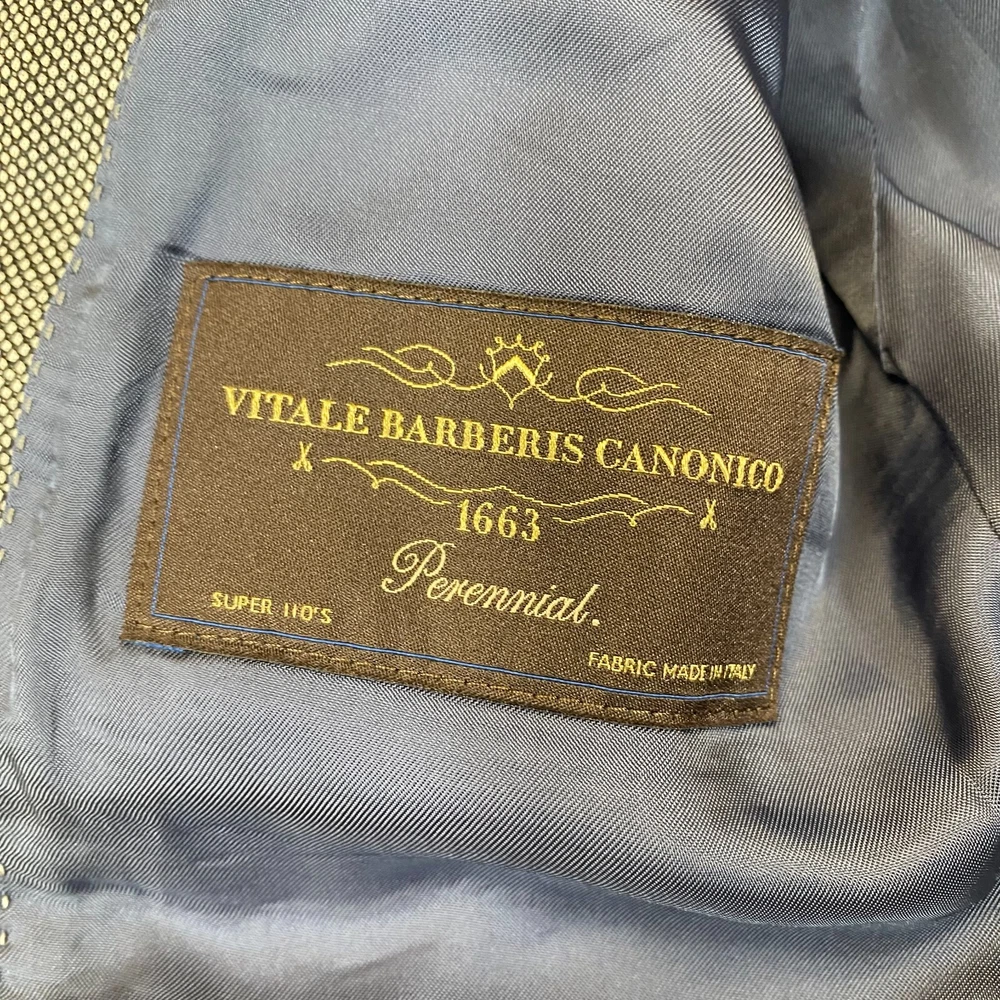 VITALE BARBERIS CANONICO
1663
Perennial.
SUPER 110'S
FABRIC MADE IN ITALY